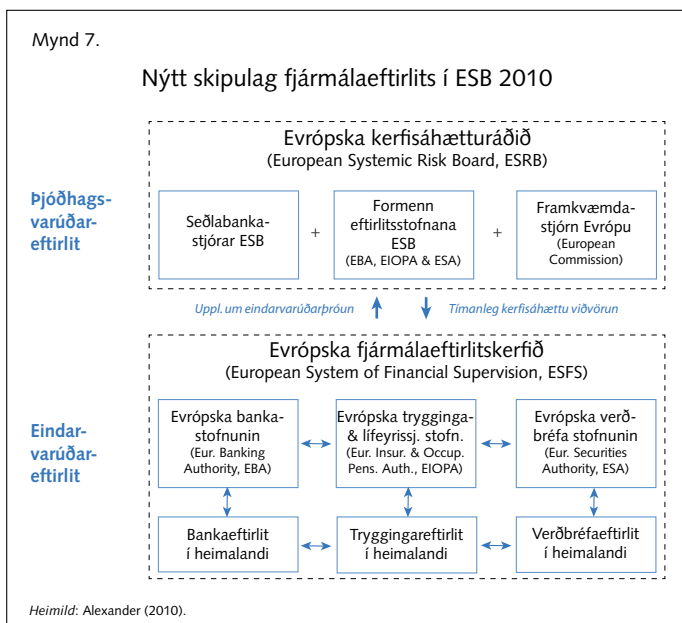 Mynd 7.
Nýtt skipulag fjármálaeftirlits í ESB 2010
Evrópska kerfisáhætturáðið
(European Systemic Risk Board, ESRB)
Þjóðhags-
varúðar-
eftirlit
Seðlabanka-
stjórar ESB
+
Formenn
eftirlitsstofnana
ESB
(EBA, EIOPA & ESA)
+
Framkvæmda-
stjórn Evrópu
(European
Commission)
Uppl. um eindarvarúðarþróun
Tímanleg kerfisáhættu viðvörun
Evrópska fjármálaeftirlitskerfið
(European System of Financial Supervision, ESFS)
Eindar-
varúðar-
eftirlit
Evrópska banka-
stofnunin
(Eur. Banking
Authority, EBA)
Evrópska trygginga-
& lífeyrissj. stofn.
(Eur. Insur. & Occup.
Pens. Auth., EIOPA)
Evrópska verð-
bréfa stofnunin
(Eur. Securities
Authority, ESA)
Bankaeftirlit
í heimalandi
Tryggingareftirlit
í heimalandi
Verðbréfaeftirlit
í heimalandi
Heimild: Alexander (2010).